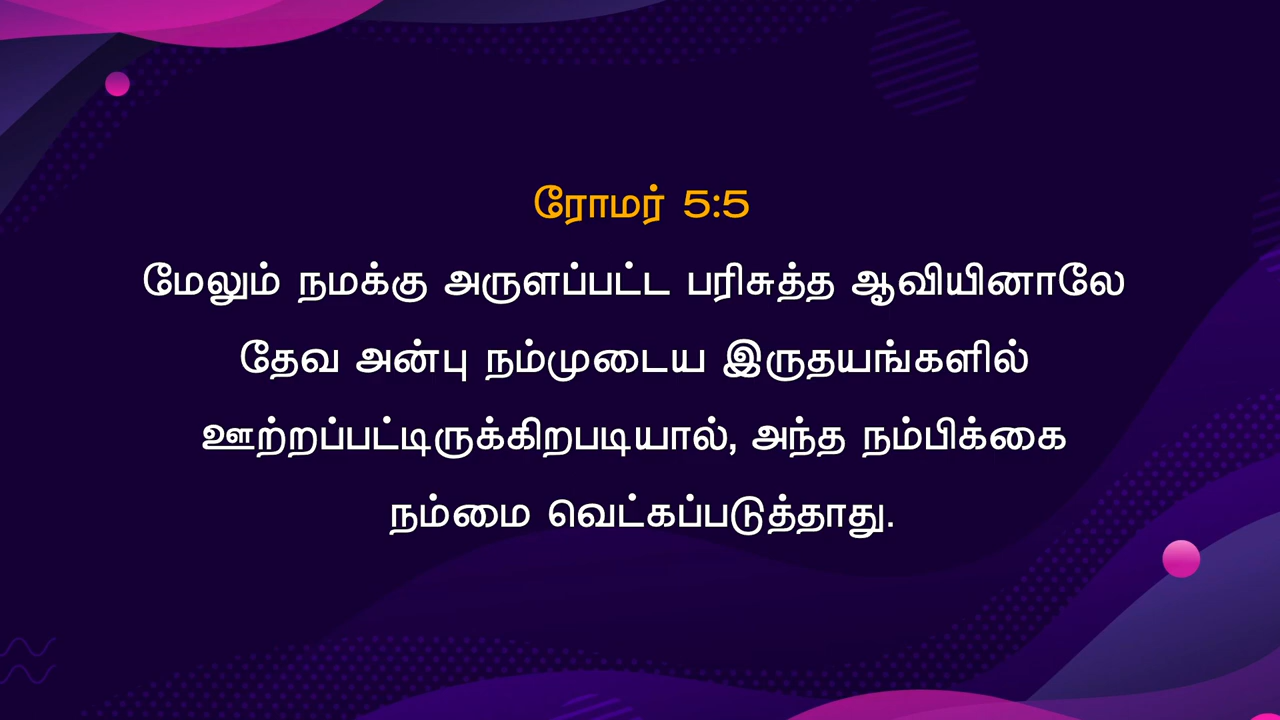 ரோமர் 5:5
மேலும் நமக்கு அருளப்பட்ட பரிசுத்த ஆவியினாலே
தேவ அன்பு நம்முடைய இருதயங்களில்
ஊற்றப்பட்டிருக்கிறபடியால், அந்த நம்பிக்கை
நம்மை வெட்கப்படுத்தாது.